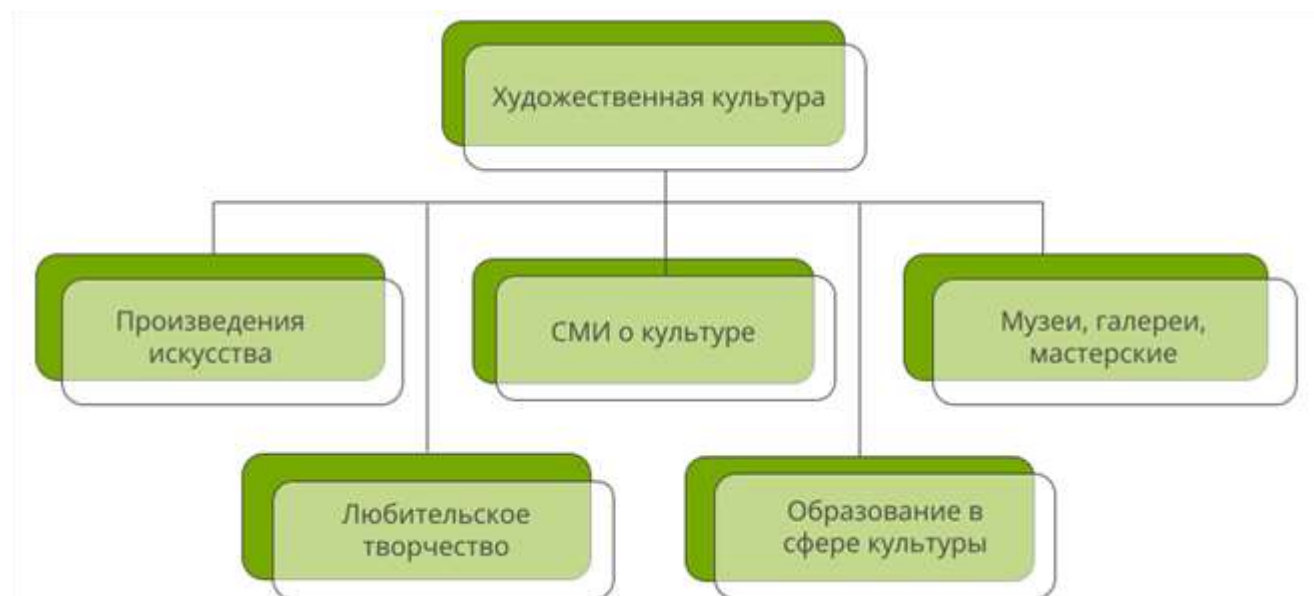 Художественная культура
Произведения
искусства
СМИ о культуре
Музеи, галереи,
мастерские
Любительское
творчество
Образование в
сфере культуры